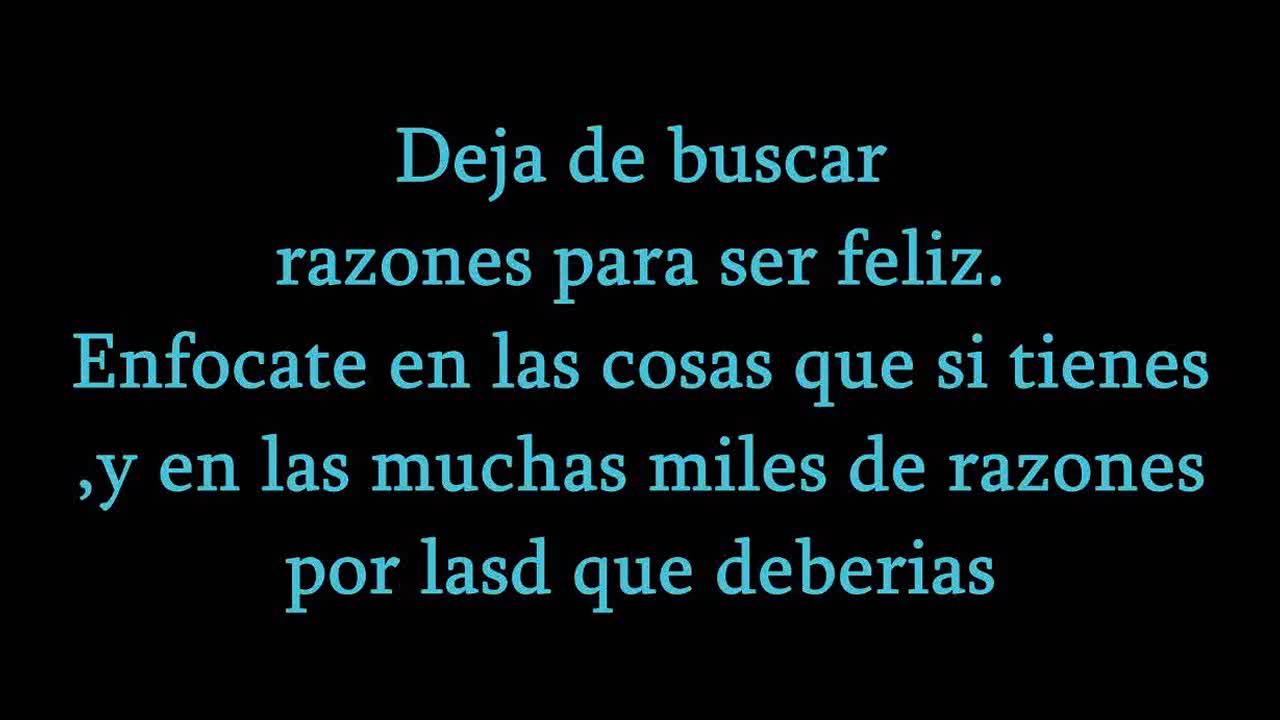 Deja de buscar
razones para ser feliz.
Enfocate en las cosas que si tienes
,y en las muchas miles de razones
por lasd que deberias